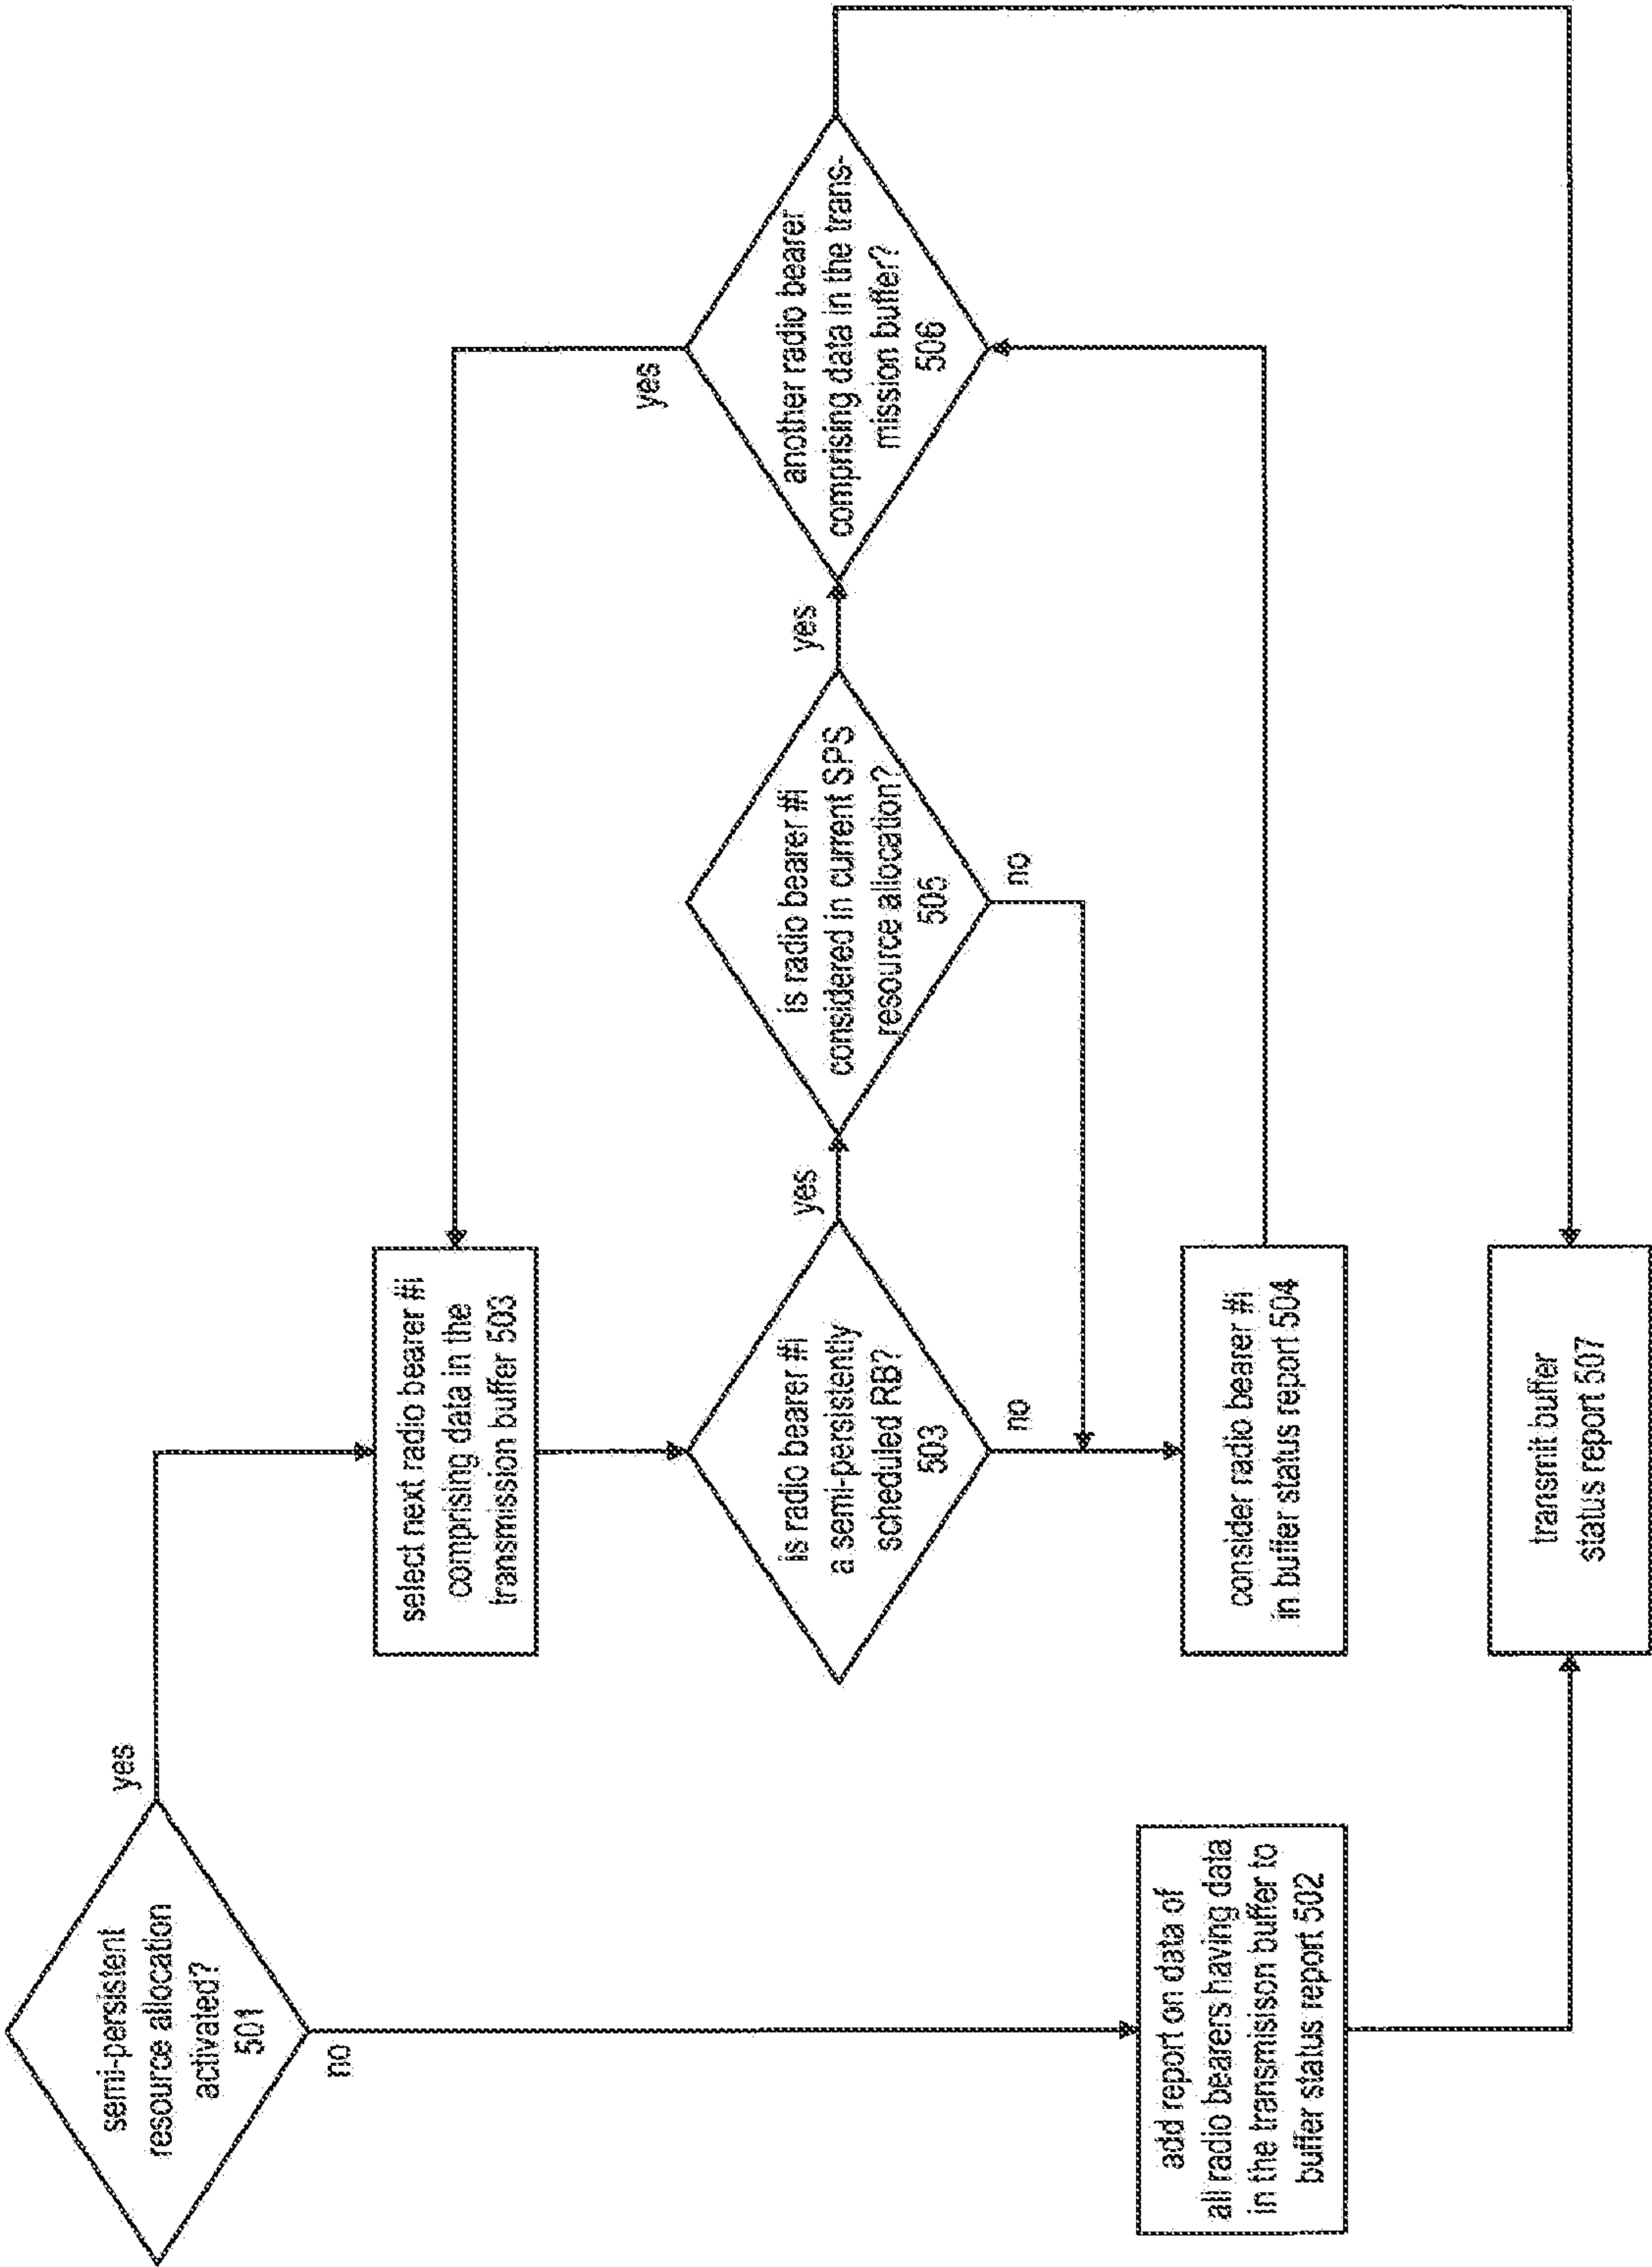 semi-persistent
resource allocation
activated?
501
yes
no
add report on data of
all radio bearers having data
in the transmision buffer to
buffer status report 502
select next radio bearer #i
comprising data in the
transmission buffer 503
is radio bearer #i
a semi-persistently
scheduled RB?
503
yes
no
consider radio bearer #i
in buffer status report 504
is radio bearer #i
considered in current SPS
resource allocation?
505
yes
no
another radio bearer
comprising data in the trans-
mission buffer?
506
yes
transmit buffer
status report 507